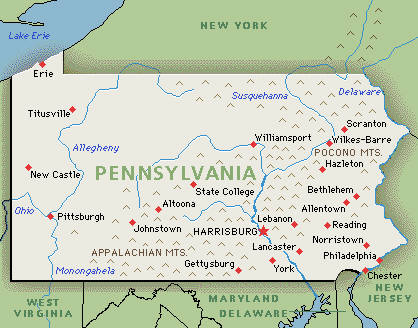 NEW YORK
Lake Erie
Erie
Susquehanna
Delaware
Titusville
Scranton
Williamsport
Wilkes-Barre
Allegheny
POCONO MTS.
New Castle
PENNSYLVANIA
Hazleton
State College
Bethlehem
Ohio
Altoona
Allentown
Pittsburgh
Lebanon
Johnstown
HARRISBURG
Reading
Norristown
APPALACHIAN MTS.
Lancaster
Philadelphia
Gettysburg
York
Monongahela
Chester
WEST
VIRGINIA
MARYLAND
DELAWARE
NEW
JERSEY